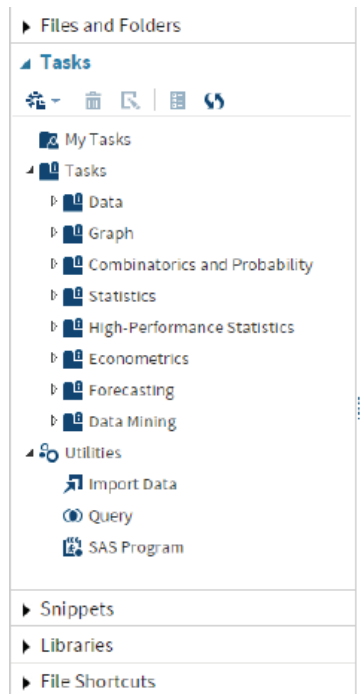 Files and Folders
Tasks
My Tasks
Tasks
Data
Graph
Combinatorics and Probability
Statistics
High-Performance Statistics
Econometrics
Forecasting
Data Mining
Utilities
Import Data
Query
SAS Program
Snippets
Libraries
File Shortcuts